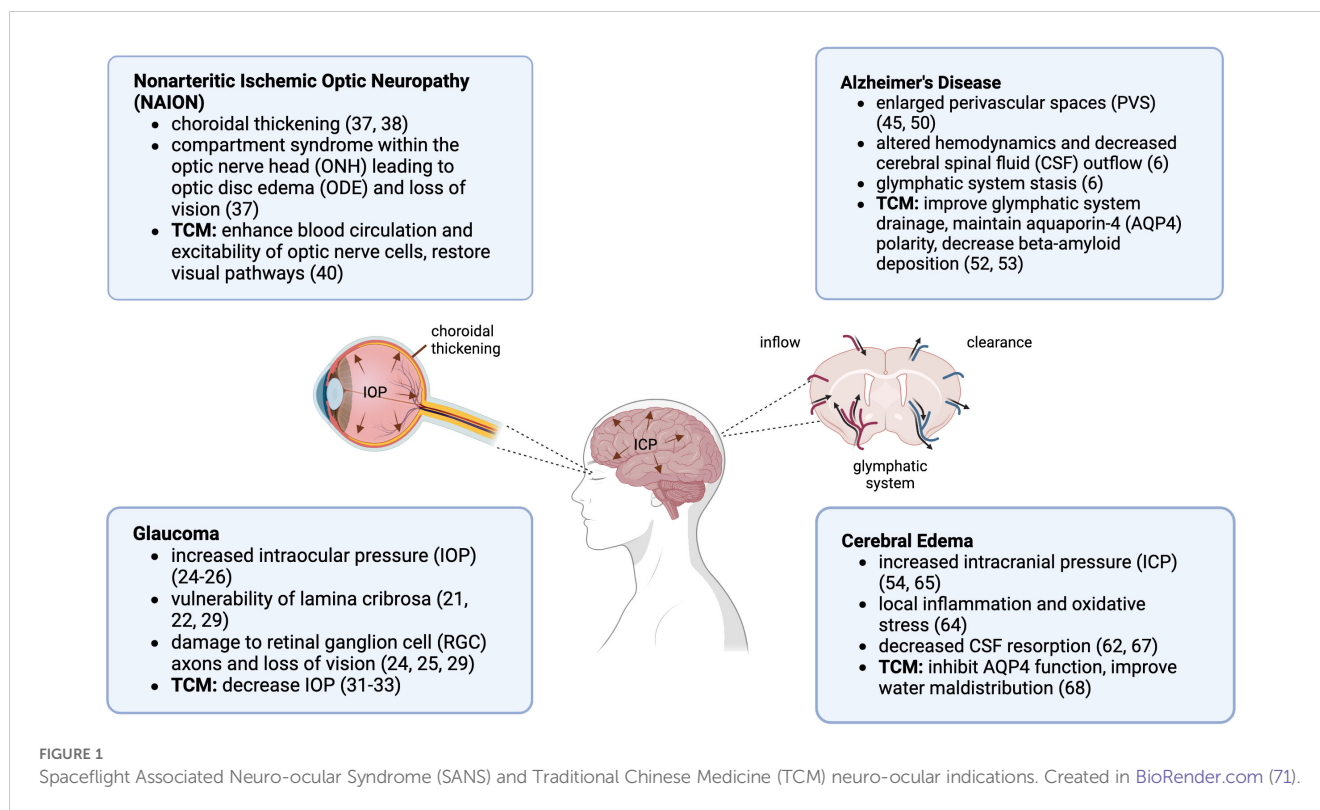 Nonarteritic Ischemic Optic Neuropathy
(NAION)
• choroidal thickening (37, 38)
• compartment syndrome within the
optic nerve head (ONH) leading to
optic disc edema (ODE) and loss of
vision (37)
• TCM: enhance blood circulation and
excitability of optic nerve cells, restore
visual pathways (40)
Alzheimer's Disease
• enlarged perivascular spaces (PVS)
(45, 50)
• altered hemodynamics and decreased
cerebral spinal fluid (CSF) outflow (6)
• glymphatic system stasis (6)
• TCM: improve glymphatic system
drainage, maintain aquaporin-4 (AQP4)
polarity, decrease beta-amyloid
deposition (52, 53)
choroidal
thickening
IOP
ICP
inflow
clearance
glymphatic
system
Glaucoma
• increased intraocular pressure (IOP)
(24-26)
• vulnerability of lamina cribrosa (21,
22, 29)
• damage to retinal ganglion cell (RGC)
axons and loss of vision (24, 25, 29)
• TCM: decrease IOP (31-33)
Cerebral Edema
• increased intracranial pressure (ICP)
(54, 65)
• local inflammation and oxidative
stress (64)
• decreased CSF resorption (62, 67)
• TCM: inhibit AQP4 function, improve
water maldistribution (68)
FIGURE 1
Spaceflight Associated Neuro-ocular Syndrome (SANS) and Traditional Chinese Medicine (TCM) neuro-ocular indications. Created in BioRender.com (71).